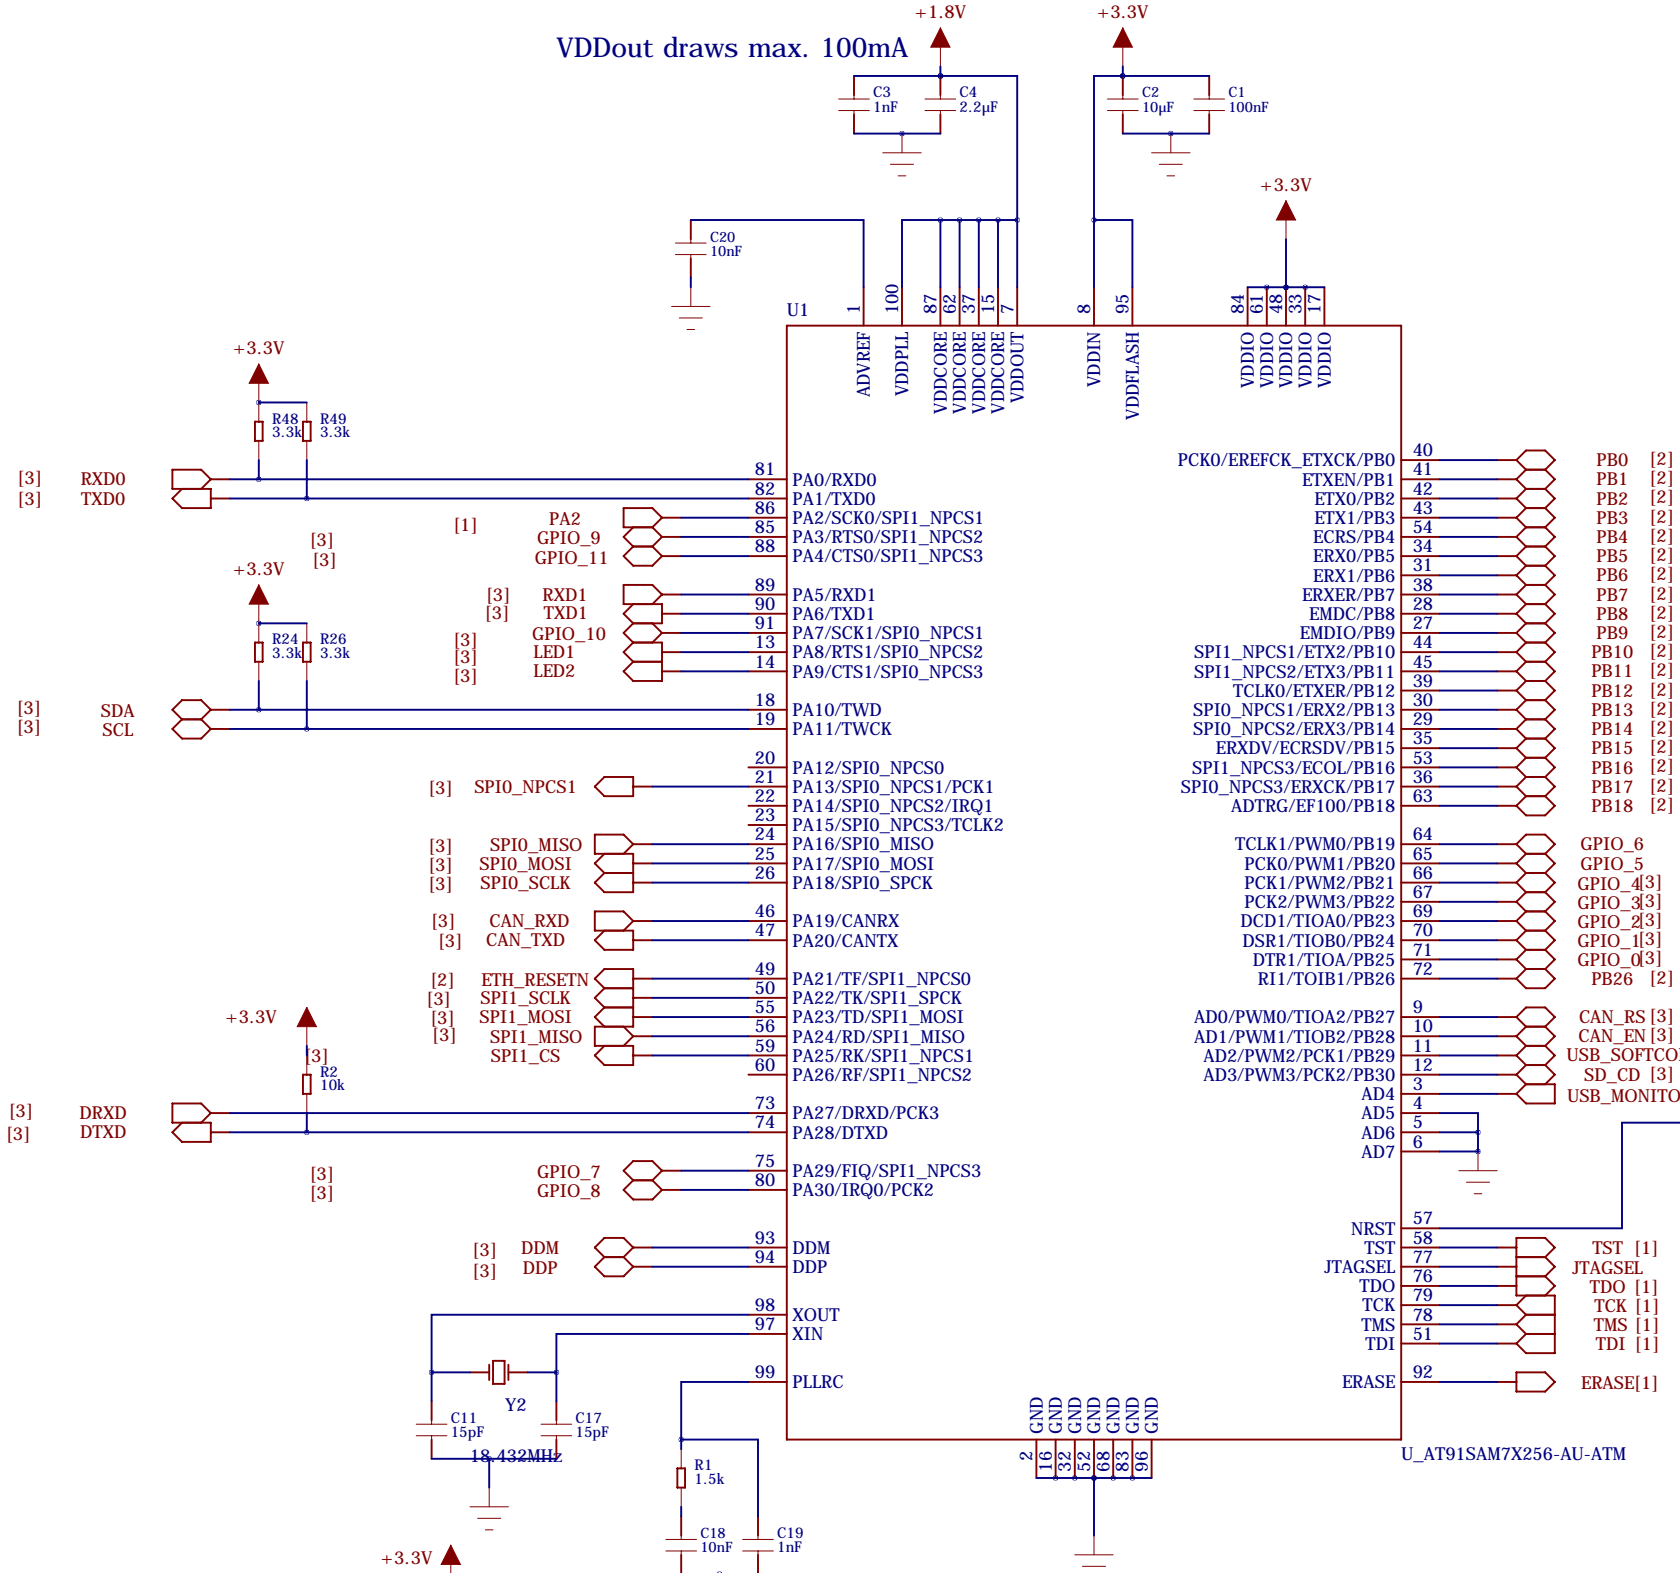 +1.8V
+3.3V
VDDout draws max. 100mA
C3
1nF
C4
2.2µF
C2
10µF
C1
100nF
+3.3V
C20
10nF
U1
1
100
87
62
37
15
7
8
95
84
61
48
33
17
ADVREF
VDDPLL
VDDCORE
VDDCORE
VDDCORE
VDDCORE
VDDOUT
VDDIN
VDDFLASH
VDDIO
VDDIO
VDDIO
VDDIO
VDDIO
+3.3V
R48
3.3k
R49
3.3k
[3] RXD0 81 PA0/RXD0
[3] TXD0 82 PA1/TXD0
[1] PA2 86 PA2/SCK0/SPI1_NPCS1
[3] GPIO_9 85 PA3/RTS0/SPI1_NPCS2
[3] GPIO_11 88 PA4/CTS0/SPI1_NPCS3
+3.3V
[3] RXD1 89 PA5/RXD1
[3] TXD1 90 PA6/TXD1
[3] GPIO_10 91 PA7/SCK1/SPI0_NPCS1
[3] LED1 13 PA8/RTS1/SPI0_NPCS2
[3] LED2 14 PA9/CTS1/SPI0_NPCS3
R24
3.3k
R26
3.3k
[3] SDA 18 PA10/TWD
[3] SCL 19 PA11/TWCK
20 PA12/SPI0_NPCS0
[3] SPI0_NPCS1 21 PA13/SPI0_NPCS1/PCK1
22 PA14/SPI0_NPCS2/IRQ1
23 PA15/SPI0_NPCS3/TCLK2
[3] SPI0_MISO 24 PA16/SPI0_MISO
[3] SPI0_MOSI 25 PA17/SPI0_MOSI
[3] SPI0_SCLK 26 PA18/SPI0_SPCK
[3] CAN_RXD 46 PA19/CANRX
[3] CAN_TXD 47 PA20/CANTX
[2] ETH_RESETN 49 PA21/TF/SPI1_NPCS0
[3] SPI1_SCLK 50 PA22/TK/SPI1_SPCK
[3] SPI1_MOSI 55 PA23/TD/SPI1_MOSI
[3] SPI1_MISO 56 PA24/RD/SPI1_MISO
[3] SPI1_CS 59 PA25/RK/SPI1_NPCS1
60 PA26/RF/SPI1_NPCS2
+3.3V
R2
10k
[3] DRXD 73 PA27/DRXD/PCK3
[3] DTXD 74 PA28/DTXD
[3] GPIO_7 75 PA29/FIQ/SPI1_NPCS3
[3] GPIO_8 80 PA30/IRQ0/PCK2
[3] DDM 93 DDM
[3] DDP 94 DDP
98 XOUT
97 XIN
99 PLLRC
Y2
C11
15pF
C17
15pF
18.432MHz
R1
1.5k
C18
10nF
C19
1nF
+3.3V
PCK0/EREFCK_ETXCK/PB0 40 PB0 [2]
ETXEN/PB1 41 PB1 [2]
ETX0/PB2 42 PB2 [2]
ETX1/PB3 43 PB3 [2]
ECRS/PB4 54 PB4 [2]
ERX0/PB5 34 PB5 [2]
ERX1/PB6 31 PB6 [2]
ERXER/PB7 38 PB7 [2]
EMDC/PB8 28 PB8 [2]
EMDIO/PB9 27 PB9 [2]
SPI1_NPCS1/ETX2/PB10 44 PB10 [2]
SPI1_NPCS2/ETX3/PB11 45 PB11 [2]
TCLK0/ETXER/PB12 39 PB12 [2]
SPI0_NPCS1/ERX2/PB13 30 PB13 [2]
SPI0_NPCS2/ERX3/PB14 29 PB14 [2]
ERXDV/ECRSDV/PB15 35 PB15 [2]
SPI1_NPCS3/ECOL/PB16 53 PB16 [2]
SPI0_NPCS3/ERXCK/PB17 36 PB17 [2]
ADTRG/EF100/PB18 63 PB18 [2]
TCLK1/PWM0/PB19 64 GPIO_6
PCK0/PWM1/PB20 65 GPIO_5
PCK1/PWM2/PB21 66 GPIO_4[3]
PCK2/PWM3/PB22 67 GPIO_3[3]
DCD1/TIOA0/PB23 69 GPIO_2[3]
DSR1/TIOB0/PB24 70 GPIO_1[3]
DTR1/TIOA/PB25 71 GPIO_0[3]
RI1/TOIB1/PB26 72 PB26 [2]
AD0/PWM0/TIOA2/PB27 9 CAN_RS [3]
AD1/PWM1/TIOB2/PB28 10 CAN_EN [3]
AD2/PWM2/PCK1/PB29 11
AD3/PWM3/PCK2/PB30 12 SD_CD [3]
AD4 3 USB_MONITO
AD5 4
AD6 5
AD7 6
NRST 57
TST 58 TST [1]
JTAGSEL 77 JTAGSEL
TDO 76 TDO [1]
TCK 79 TCK [1]
TMS 78 TMS [1]
TDI 51 TDI [1]
ERASE 92 ERASE[1]
GND
GND
GND
GND
GND
GND
GND
2
16
32
52
68
83
96
U_AT91SAM7X256-AU-ATM